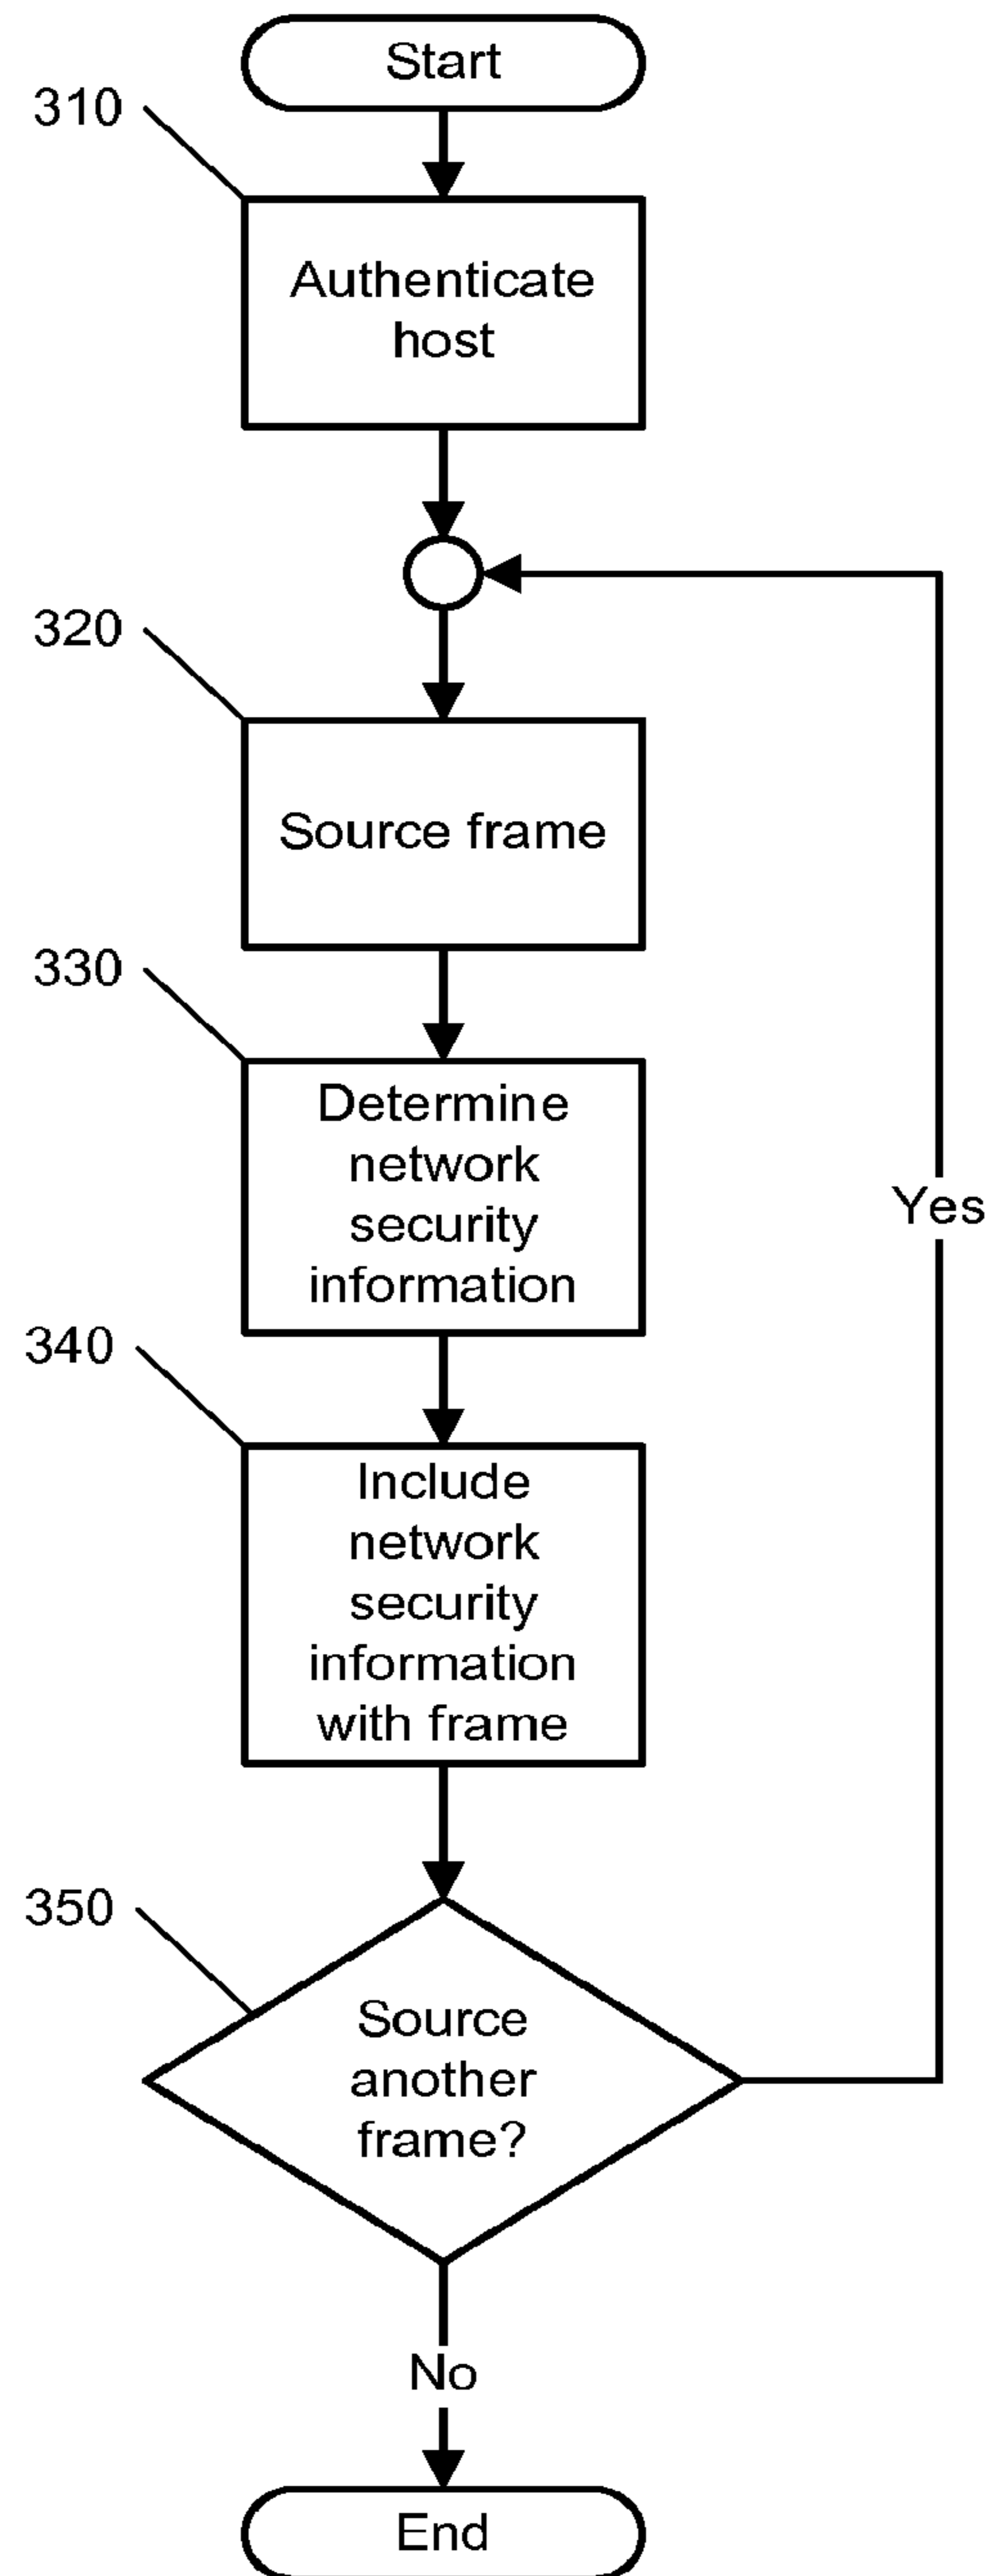 Start
310
Authenticate
host
320
Source frame
330
Determine
network
security
information
Yes
340
Include
network
security
information
with frame
350
Source
another
frame?
No
End